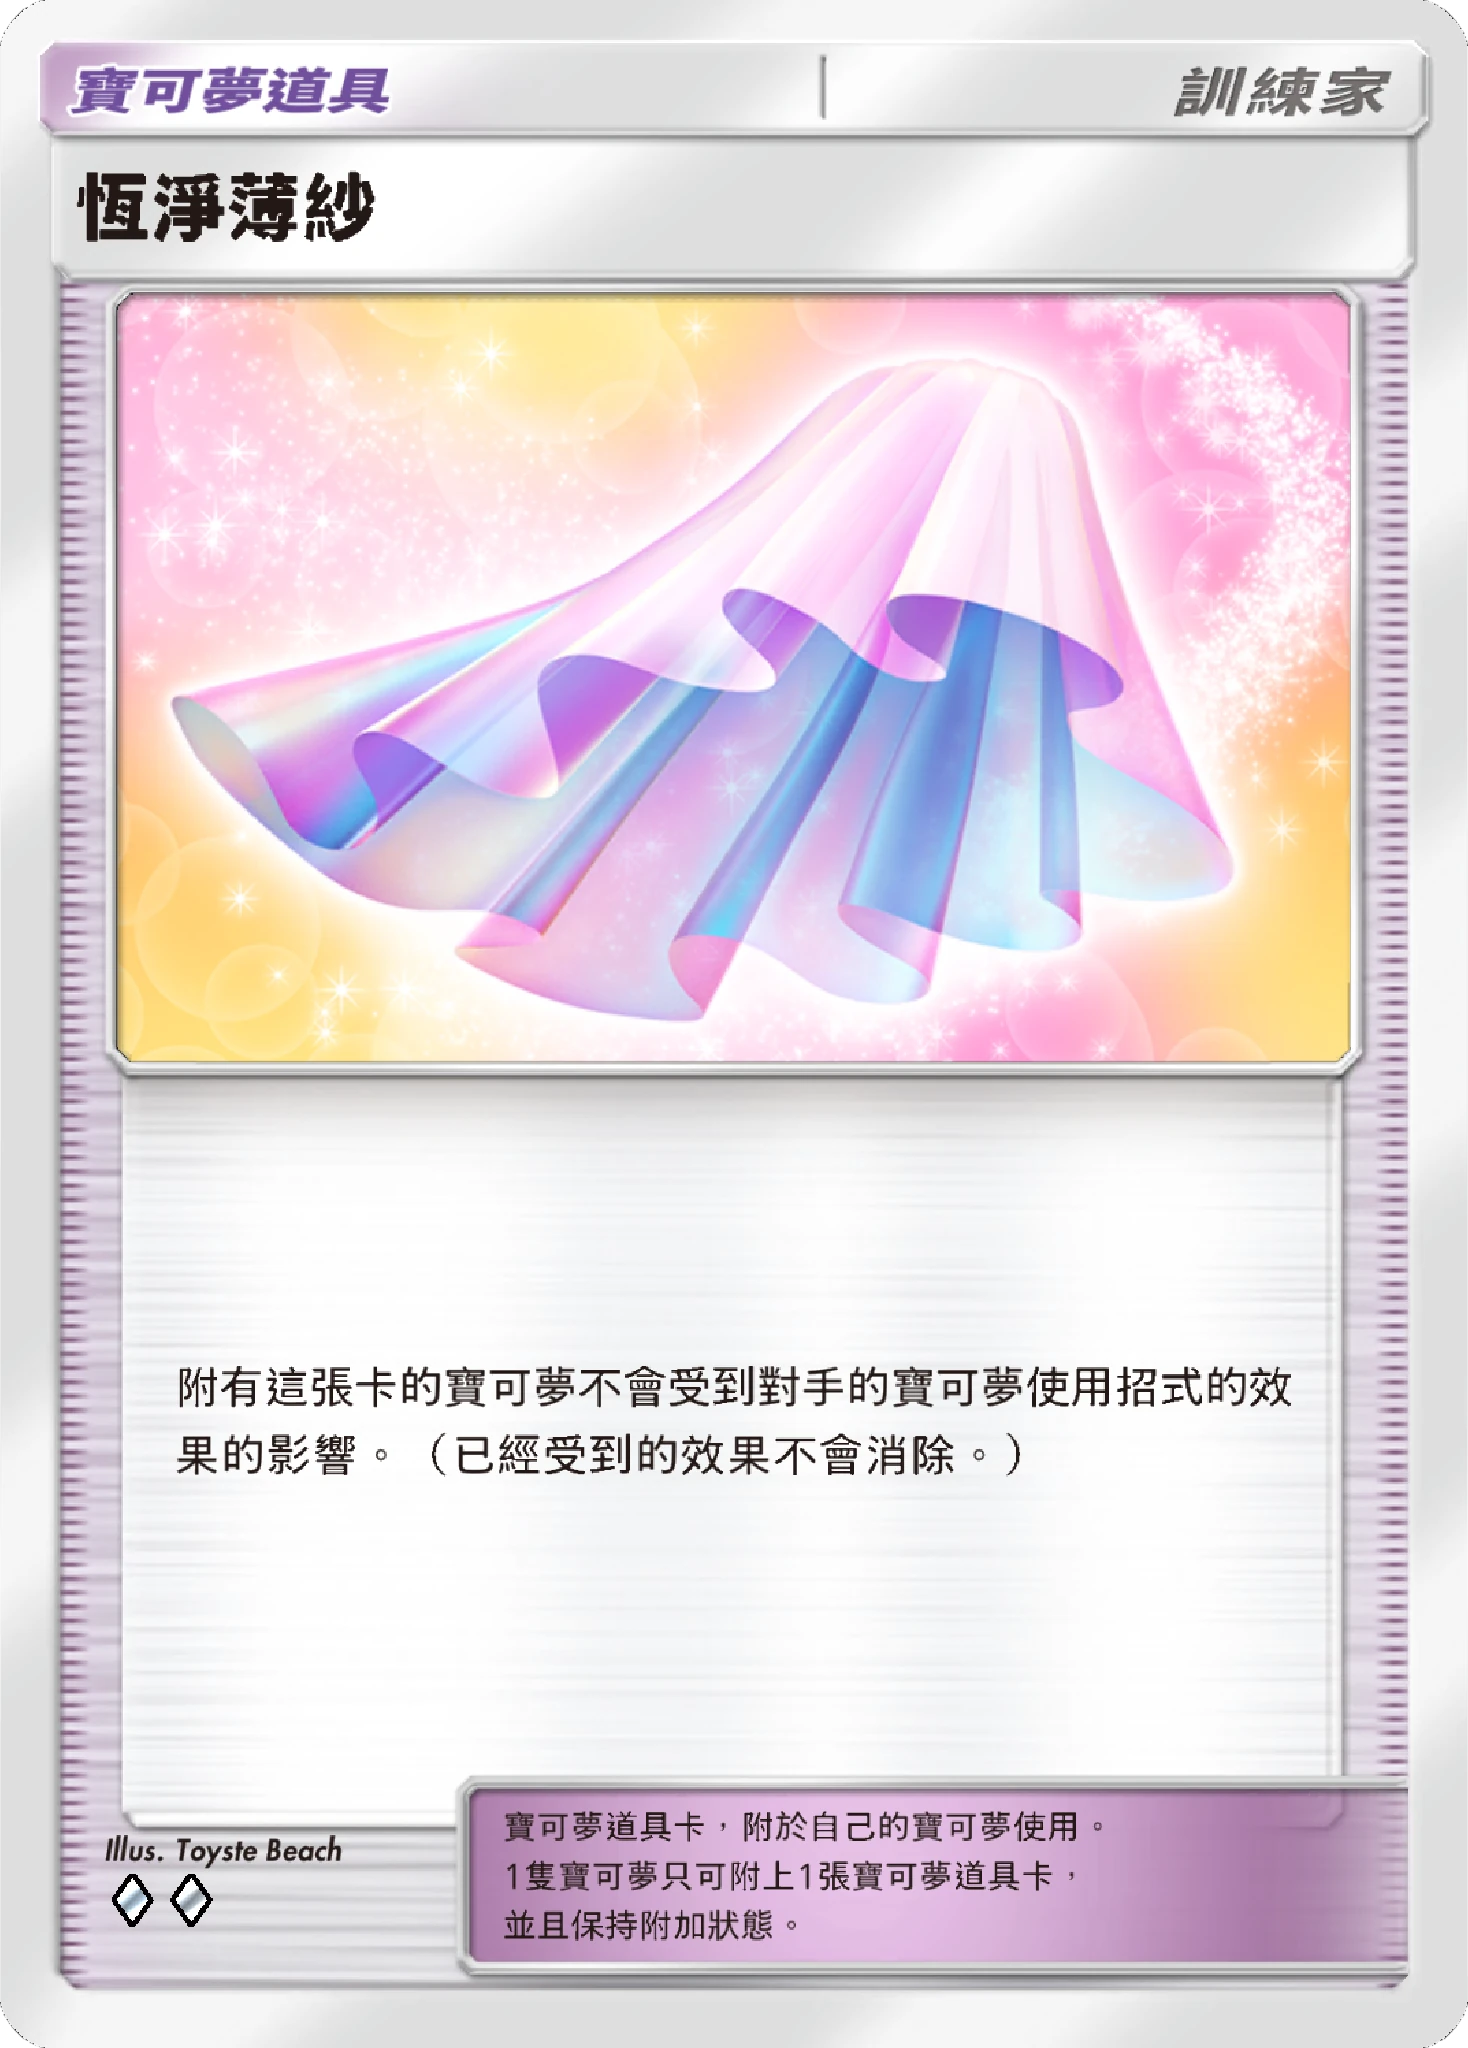 寶可夢道具
訓練家
恆淨薄紗
附有這張卡的寶可夢不會受到對手的寶可夢使用招式的效
果的影響。（已經受到的效果不會消除。）
Illus. Toyste Beach
寶可夢道具卡，附於自己的寶可夢使用。
1隻寶可夢只可附上1張寶可夢道具卡，
並且保持附加狀態。